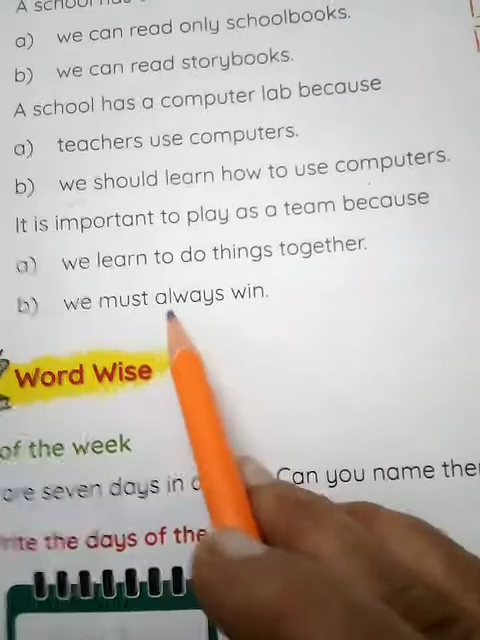 A school has
a) we can read only schoolbooks.
b) we can read storybooks.
A school has a computer lab because
a) teachers use computers.
b) we should learn how to use computers.
It is important to play as a team because
a) we learn to do things together.
b) we must always win.
Word Wise
of the week
are seven days in Can you name
the days of the